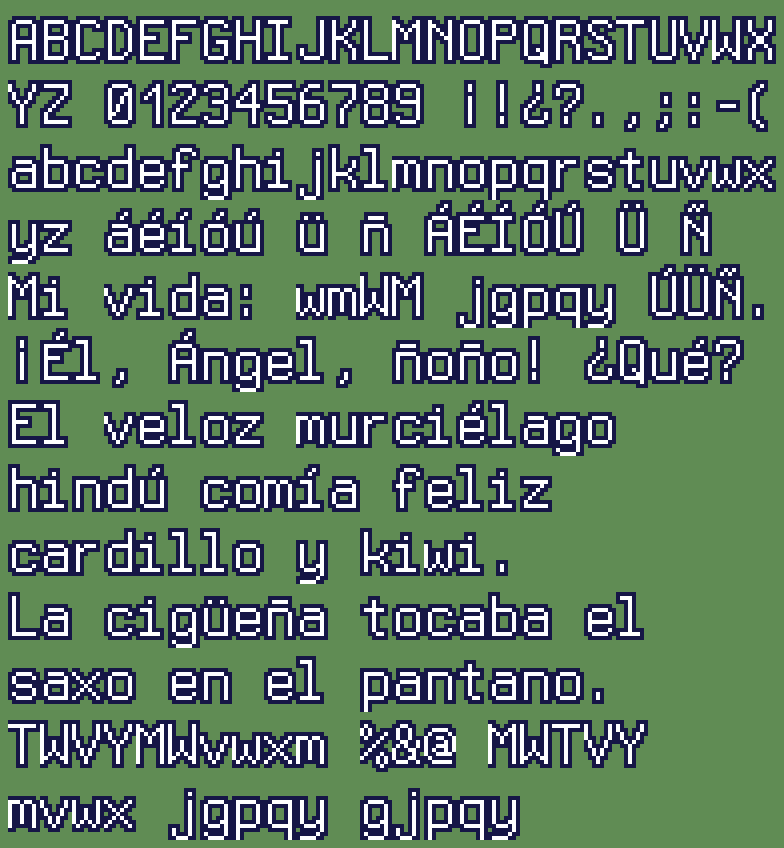 ABCDEFGHIJKLMNOPQRSTUVWX
YZ 0123456789 ¡!¿?.,;:-(
abcdefghijklmnopqrstuvwx
yz áéíóú ü ñ ÁÉÍÓÚ Ü Ñ
Mi vida: wmWM jgpqy ÚÜÑ.
¡Él, Ángel, ñoño! ¿Qué?
El veloz murciélago
hindú comía feliz
cardillo y kiwi.
La cigüeña tocaba el
saxo en el pantano.
TWVYMWvwxm %&@ MWTVY
mvwx jgpqy gjpqy